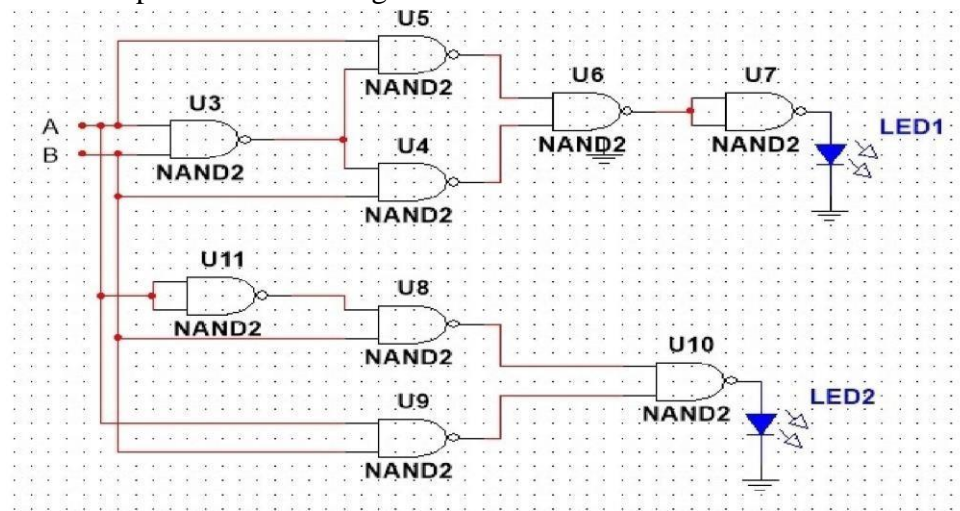 U5
NAND2
U6
NAND2
U7
NAND2
LED1
U3
NAND2
A
B
U4
NAND2
U11
NAND2
U8
NAND2
U10
NAND2
LED2
U9
NAND2